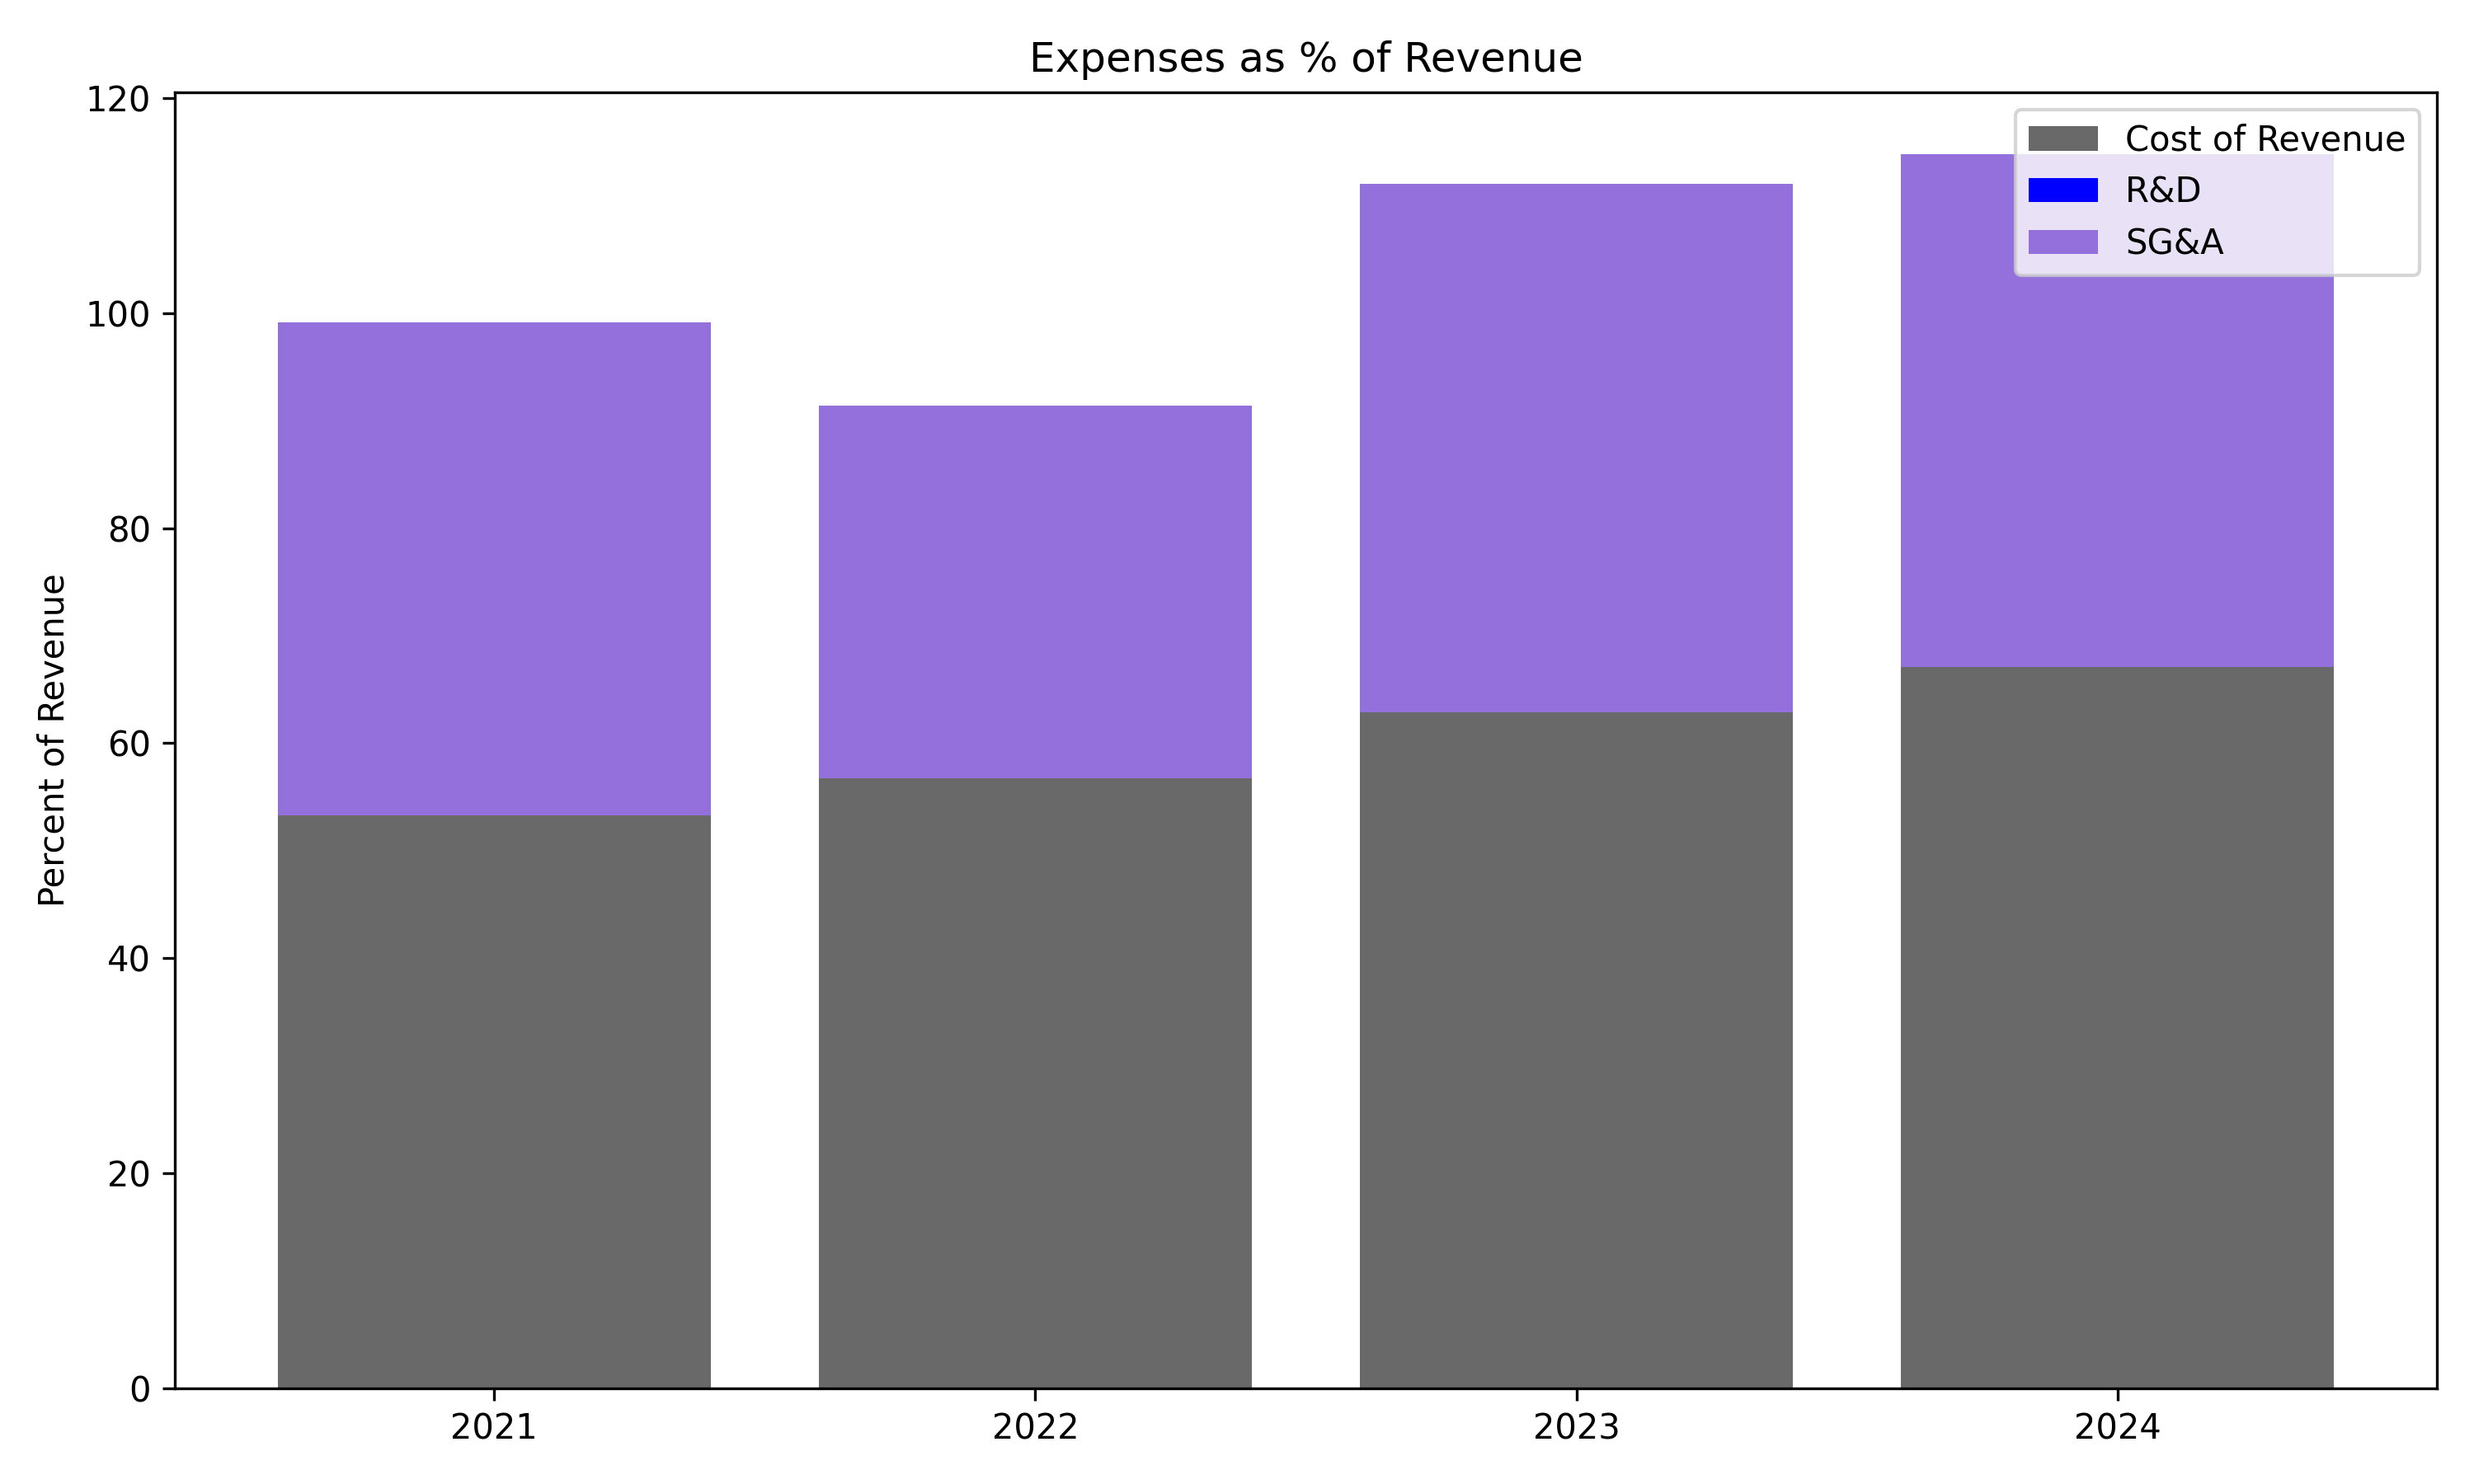 Expenses as % of Revenue
Percent of Revenue
120
100
80
60
40
20
0
2021
2022
2023
2024
Cost of Revenue
R&D
SG&A